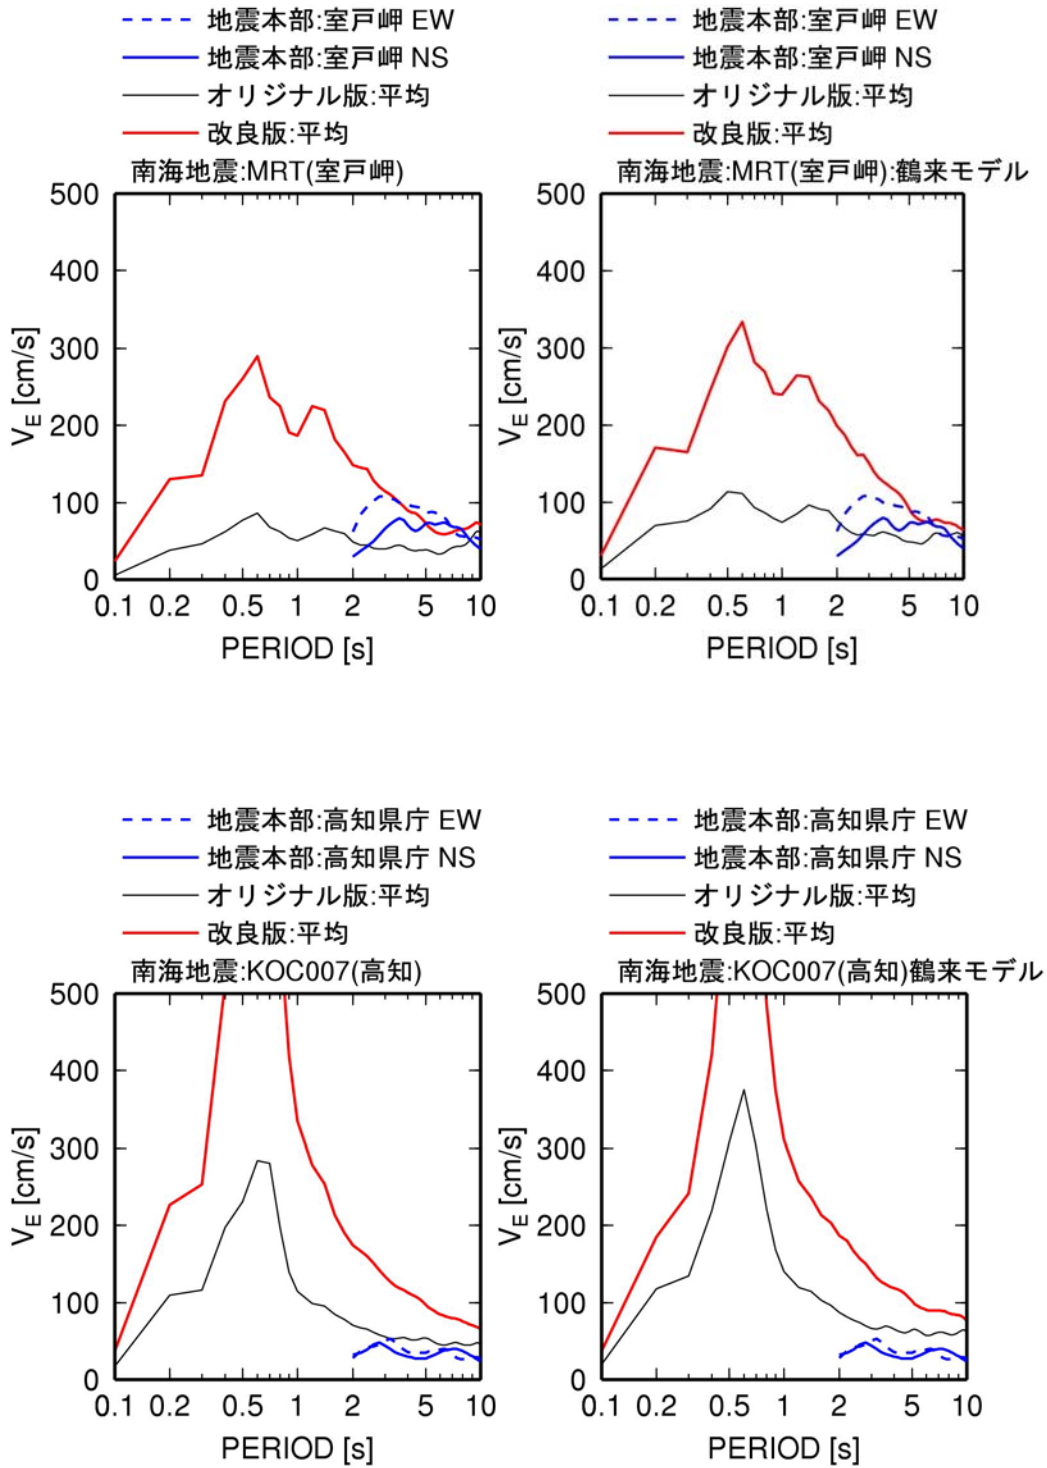 地震本部:室戸岬 EW
地震本部:室戸岬 NS
オリジナル版:平均
改良版:平均
南海地震:MRT(室戸岬)
500
400
300
200
100
0
V_E [cm/s]
0.1 0.2 0.5 1 2 5 10
PERIOD [s]
地震本部:室戸岬 EW
地震本部:室戸岬 NS
オリジナル版:平均
改良版:平均
南海地震:MRT(室戸岬):鶴来モデル
500
400
300
200
100
0
V_E [cm/s]
0.1 0.2 0.5 1 2 5 10
PERIOD [s]
地震本部:高知県庁 EW
地震本部:高知県庁 NS
オリジナル版:平均
改良版:平均
南海地震:KOC007(高知)
500
400
300
200
100
0
V_E [cm/s]
0.1 0.2 0.5 1 2 5 10
PERIOD [s]
地震本部:高知県庁 EW
地震本部:高知県庁 NS
オリジナル版:平均
改良版:平均
南海地震:KOC007(高知)鶴来モデル
500
400
300
200
100
0
V_E [cm/s]
0.1 0.2 0.5 1 2 5 10
PERIOD [s]